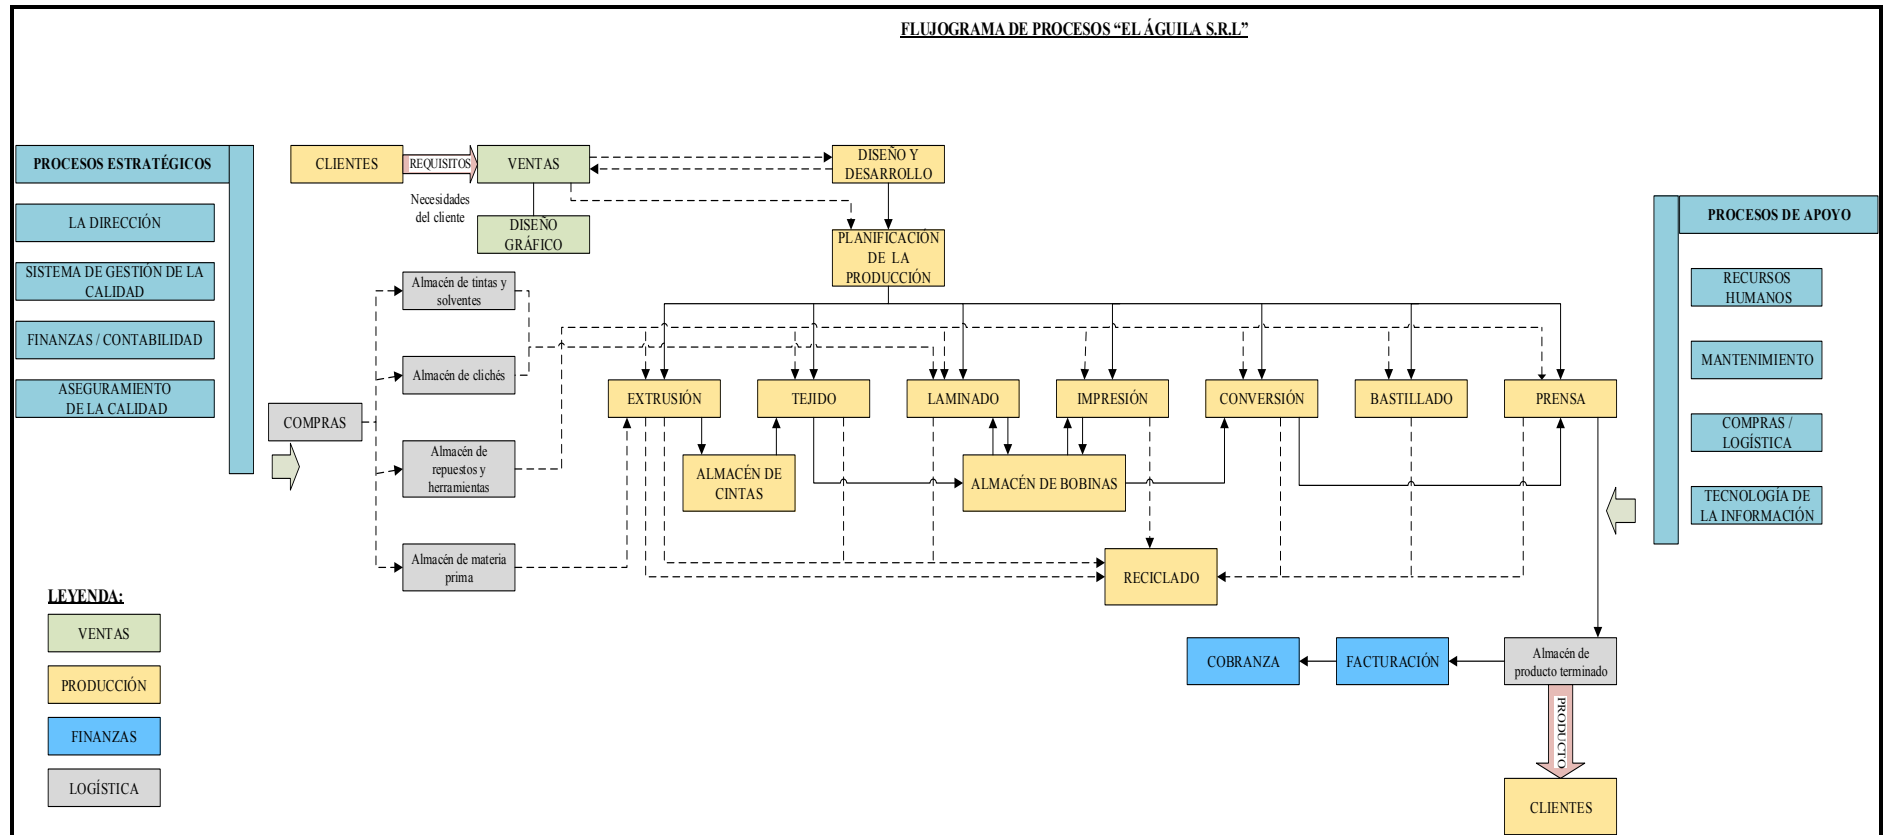 FLUJOGRAMA DE PROCESOS “EL ÁGUILA S.R.L”
PROCESOS ESTRATÉGICOS
LA DIRECCIÓN
SISTEMA DE GESTIÓN DE LA
CALIDAD
FINANZAS / CONTABILIDAD
ASEGURAMIENTO
DE LA CALIDAD
CLIENTES
REQUISITOS
Necesidades
del cliente
VENTAS
DISEÑO
GRÁFICO
DISEÑO Y
DESARROLLO
PLANIFICACIÓN
DE LA
PRODUCCIÓN
COMPRAS
Almacén de tintas y
solventes
Almacén de clichés
Almacén de
repuestos y
herramientas
Almacén de materia
prima
EXTRUSIÓN
TEJIDO
LAMINADO
IMPRESIÓN
CONVERSIÓN
BASTILLADO
PRENSA
ALMACÉN DE
CINTAS
ALMACÉN DE BOBINAS
RECICLADO
COBRANZA
FACTURACIÓN
Almacén de
producto terminado
PRODUCTO
CLIENTES
PROCESOS DE APOYO
RECURSOS
HUMANOS
MANTENIMIENTO
COMPRAS /
LOGÍSTICA
TECNOLOGÍA DE
LA INFORMACIÓN
LEYENDA:
VENTAS
PRODUCCIÓN
FINANZAS
LOGÍSTICA